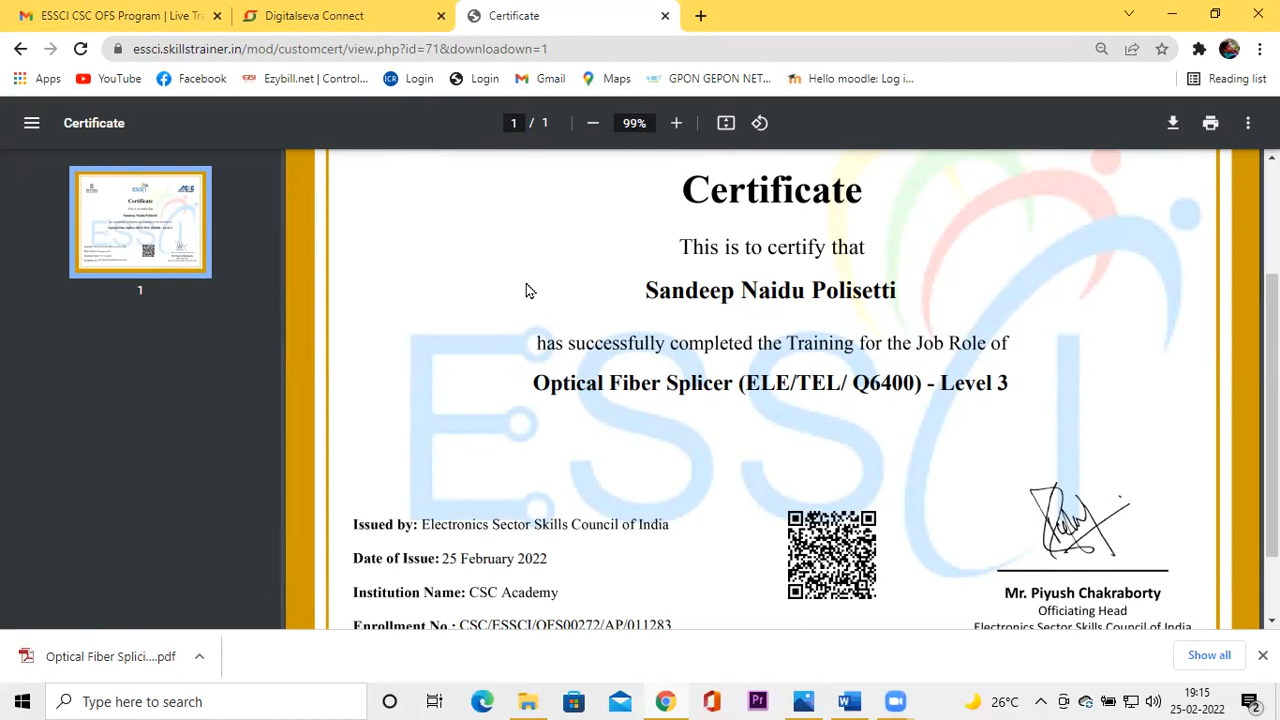 ESSCI CSC OFS Program | Live Tra
Digitalseva Connect
Certificate
essci.skillstrainer.in/mod/customcert/view.php?id=71&downloadown=1
Apps
YouTube
Facebook
Ezybill.net | Control...
Login
Login
Gmail
Maps
GPON GEPON NET...
Hello moodle: Log i...
Reading list
Certificate
1 / 1
99%
Certificate
This is to certify that
Sandeep Naidu Polisetti
has successfully completed the Training for the Job Role of
Optical Fiber Splicer (ELE/TEL/ Q6400) - Level 3
ESSCI
Issued by: Electronics Sector Skills Council of India
Date of Issue: 25 February 2022
Institution Name: CSC Academy
Enrollment No.: CSC/ESSCI/OFS00272/AP/011283
Mr. Piyush Chakraborty
Officiating Head
Electronics Sector Skills Council of India
1
Optical Fiber Splici....pdf
Show all
Type here to search
26°C
19:15
25-02-2022
2